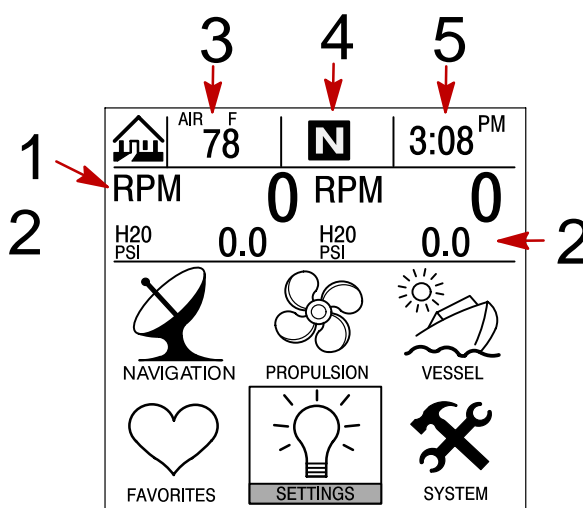 3 4 5
AIR F 78 N 3:08 PM
1 RPM 0 RPM 0
2 H20 PSI 0.0 H20 PSI 0.0 2
NAVIGATION PROPULSION VESSEL
FAVORITES SETTINGS SYSTEM